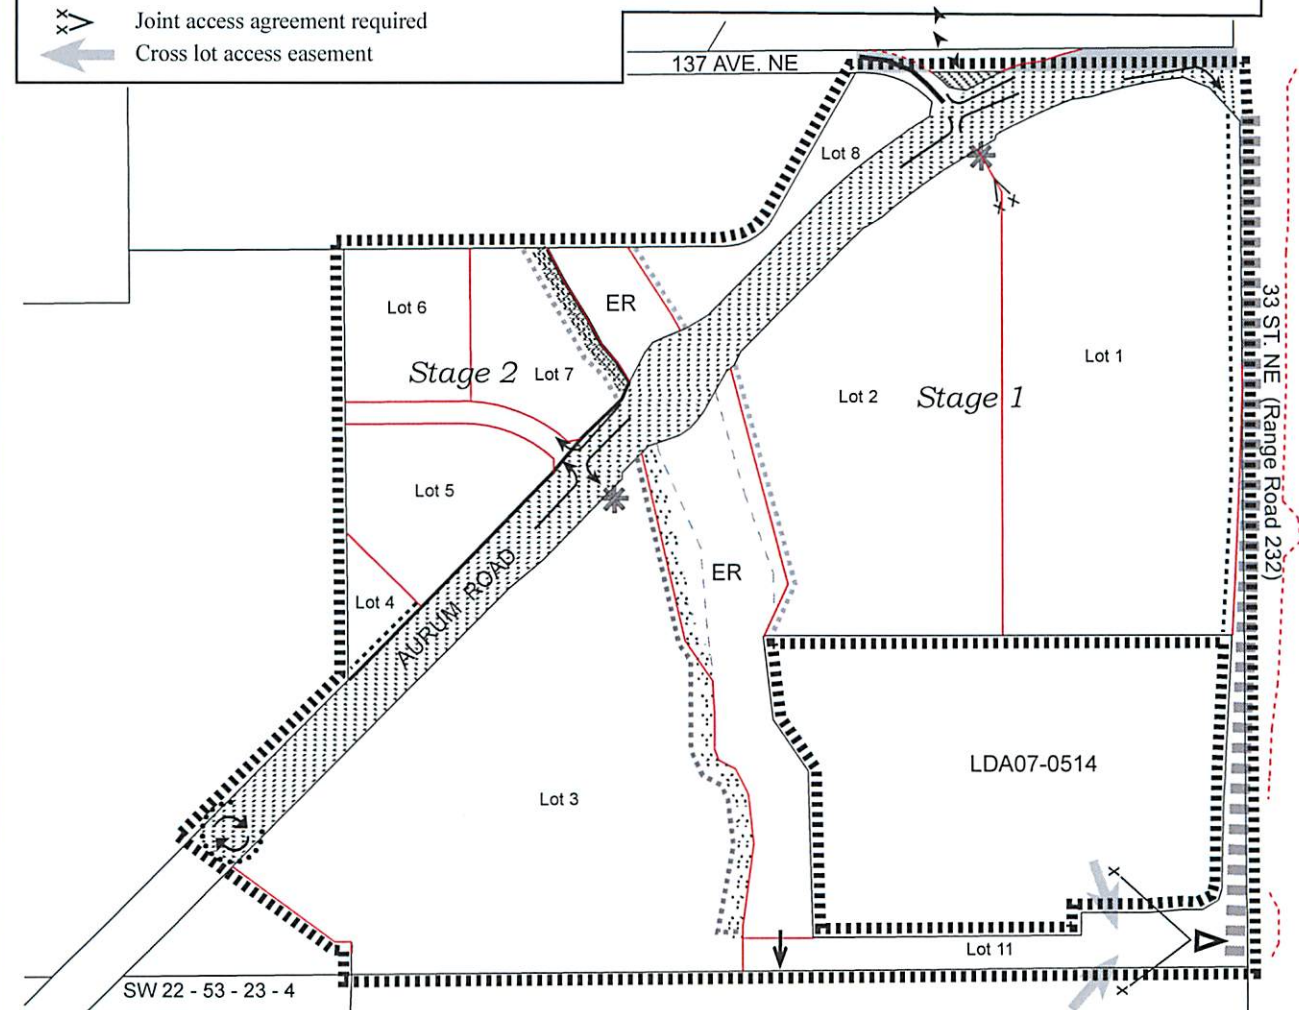 Joint access agreement required
Cross lot access easement
137 AVE. NE
Lot 8
Lot 6
ER
Stage 2
Lot 7
Lot 1
Lot 2
Stage 1
33 ST. NE (Range Road 232)
Lot 5
ER
Lot 4
AURUM ROAD
LDA07-0514
Lot 3
Lot 11
SW 22 - 53 - 23 - 4